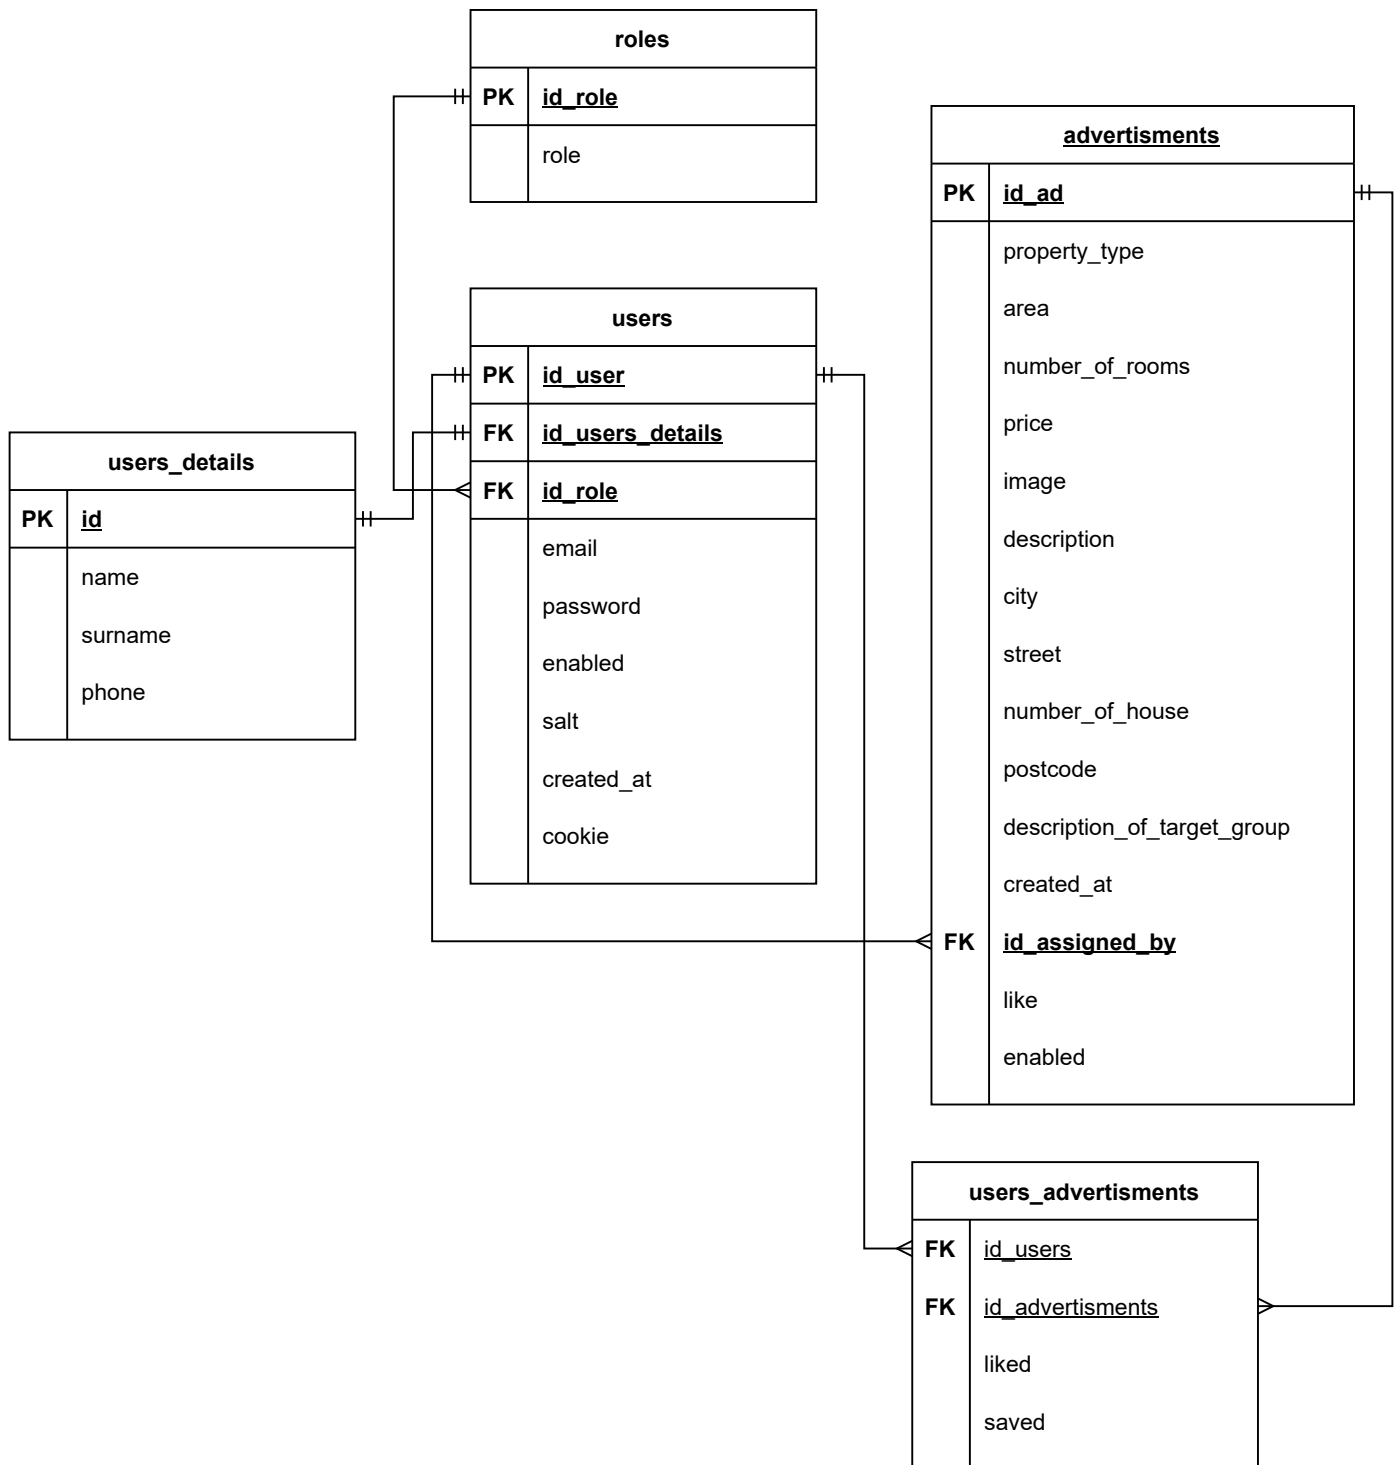 roles
PK id_role
role
advertisments
PK id_ad
property_type
area
number_of_rooms
price
image
description
city
street
number_of_house
postcode
description_of_target_group
created_at
FK id_assigned_by
like
enabled
users
PK id_user
FK id_users_details
FK id_role
email
password
enabled
salt
created_at
cookie
users_details
PK id
name
surname
phone
users_advertisments
FK id_users
FK id_advertisments
liked
saved